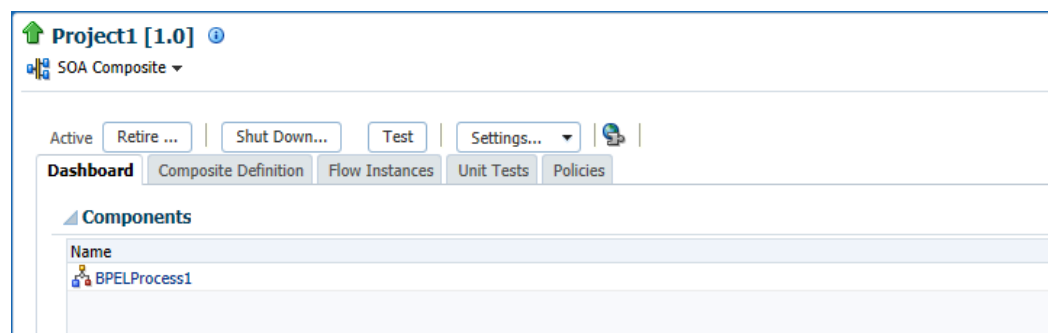 Project1 [1.0]
SOA Composite
Active Retire ... Shut Down... Test Settings...
Dashboard Composite Definition Flow Instances Unit Tests Policies
Components
Name
BPELProcess1